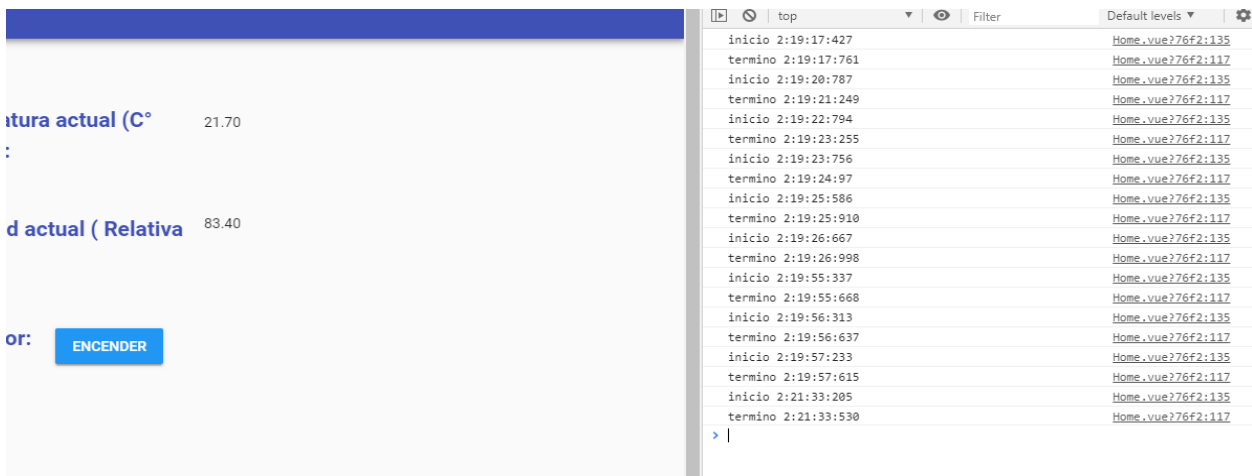 atura actual (C°
:
21.70
d actual ( Relativa
83.40
or:
ENCENDER
top
Filter
Default levels ▼
inicio 2:19:17:427 Home.vue?76f2:135
termino 2:19:17:761 Home.vue?76f2:117
inicio 2:19:20:787 Home.vue?76f2:135
termino 2:19:21:249 Home.vue?76f2:117
inicio 2:19:22:794 Home.vue?76f2:135
termino 2:19:23:255 Home.vue?76f2:117
inicio 2:19:23:756 Home.vue?76f2:135
termino 2:19:24:97 Home.vue?76f2:117
inicio 2:19:25:586 Home.vue?76f2:135
termino 2:19:25:910 Home.vue?76f2:117
inicio 2:19:26:667 Home.vue?76f2:135
termino 2:19:26:998 Home.vue?76f2:117
inicio 2:19:55:337 Home.vue?76f2:135
termino 2:19:55:668 Home.vue?76f2:117
inicio 2:19:56:313 Home.vue?76f2:135
termino 2:19:56:637 Home.vue?76f2:117
inicio 2:19:57:233 Home.vue?76f2:135
termino 2:19:57:615 Home.vue?76f2:117
inicio 2:21:33:205 Home.vue?76f2:135
termino 2:21:33:530 Home.vue?76f2:117
>